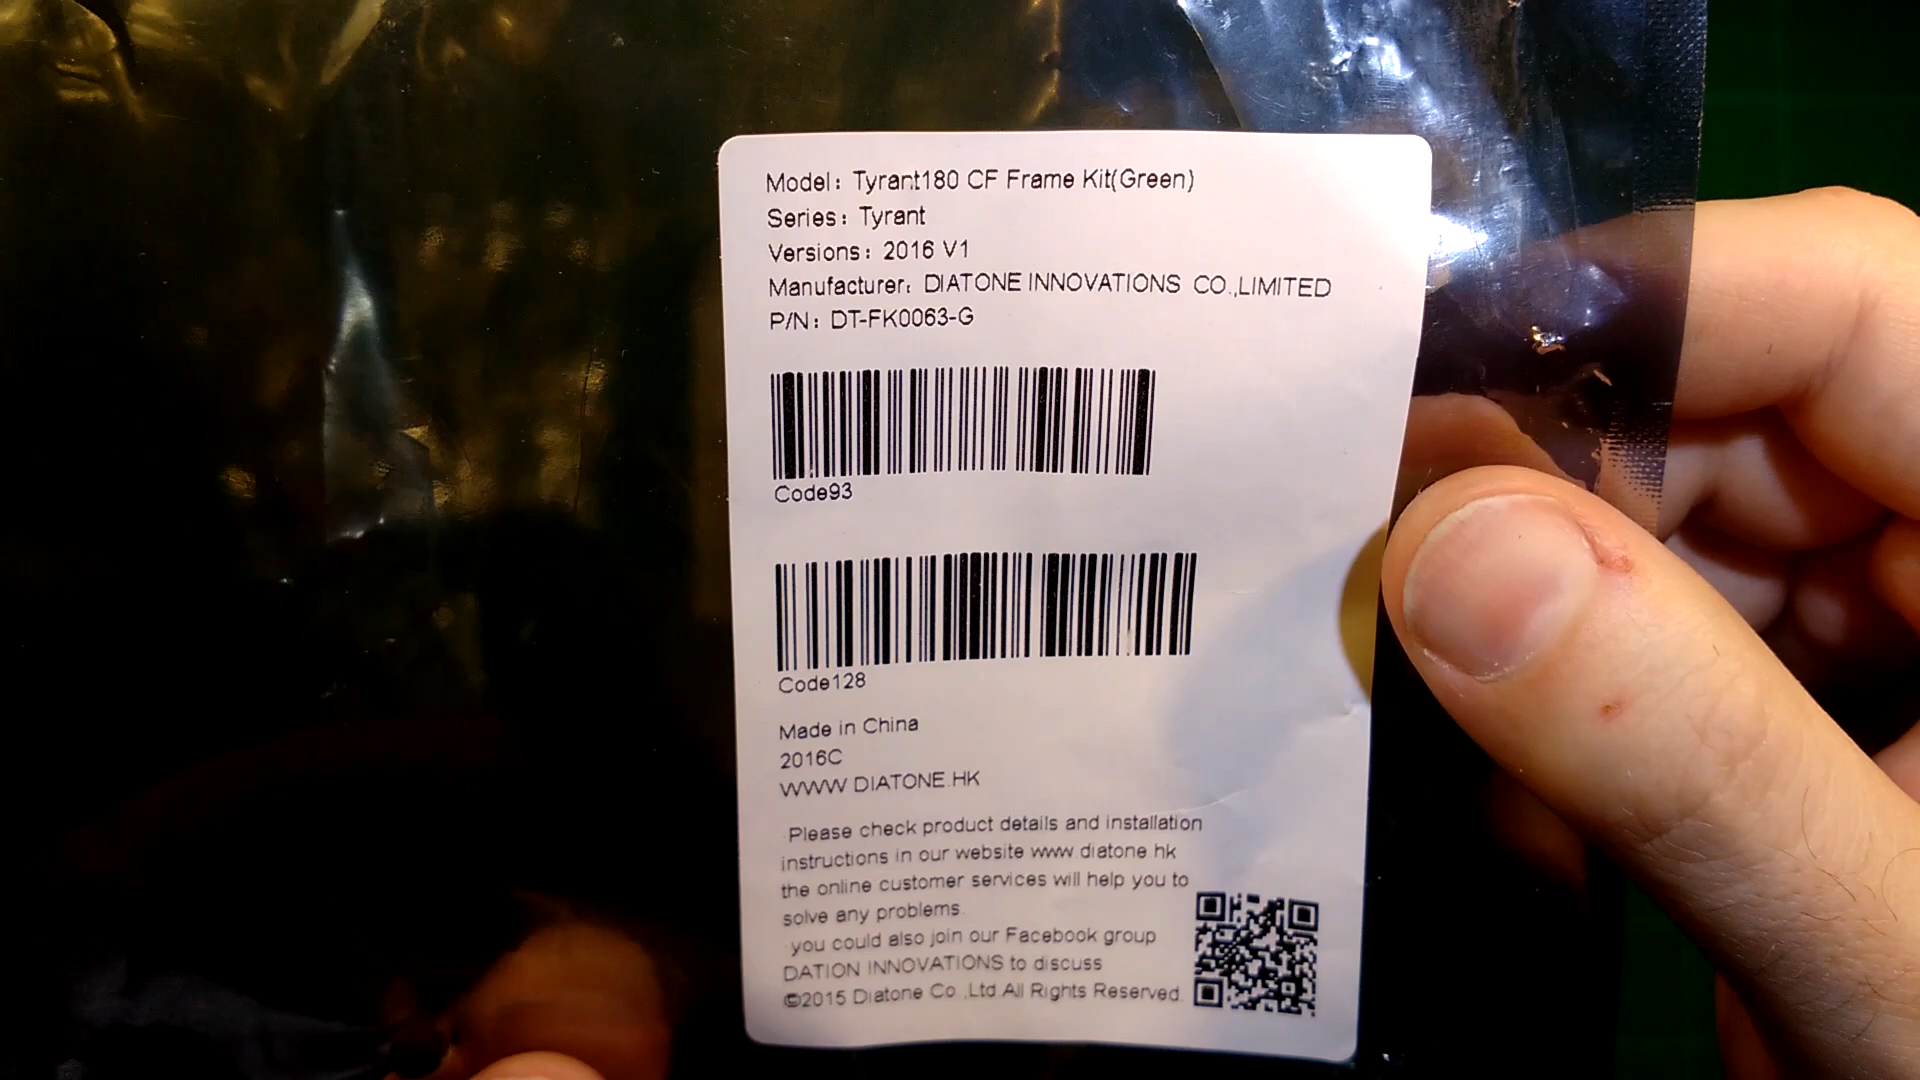 Model: Tyrant180 CF Frame Kit(Green)
Series: Tyrant
Versions: 2016 V1
Manufacturer: DIATONE INNOVATIONS CO.,LIMITED
P/N: DT-FK0063-G
Code93
Code128
Made in China
2016C
WWW.DIATONE.HK
·Please check product details and installation
instructions in our website www.diatone.hk
the online customer services will help you to
solve any problems.
·you could also join our Facebook group
DATION INNOVATIONS to discuss
©2015 Diatone Co.,Ltd.All Rights Reserved.